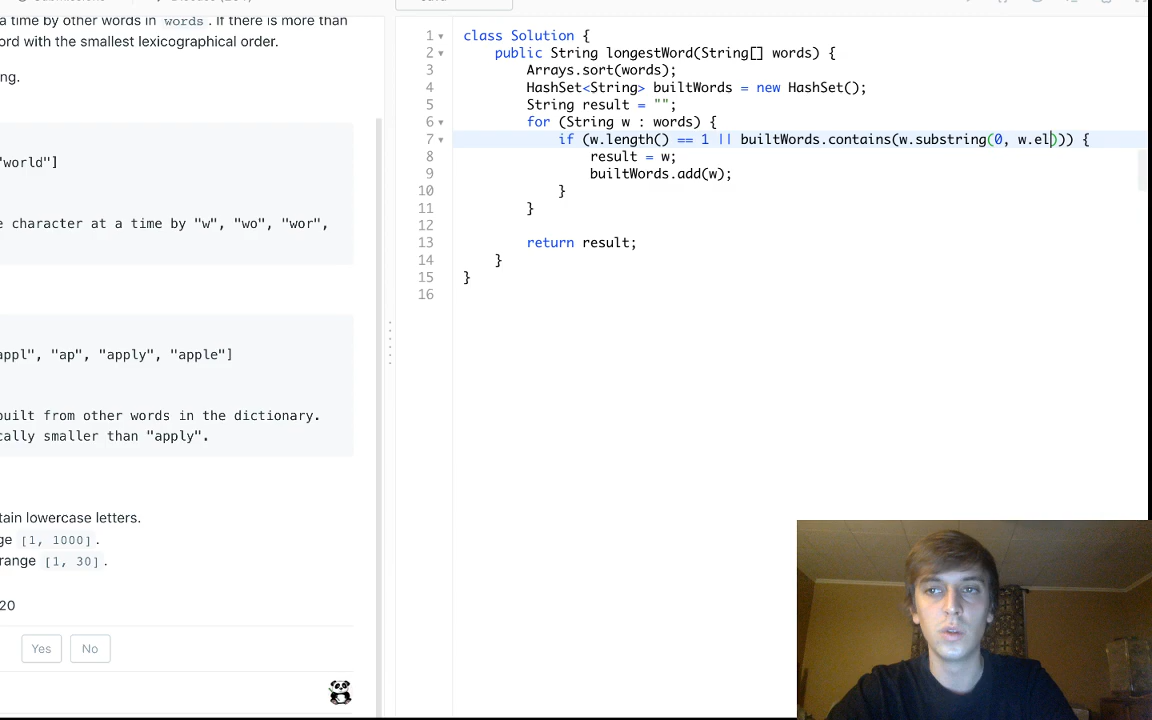 a time by other words in words . If there is more than
ord with the smallest lexicographical order.
ng.
"world"]
e character at a time by "w", "wo", "wor",
appl", "ap", "apply", "apple"]
built from other words in the dictionary.
cally smaller than "apply".
tain lowercase letters.
ge [1, 1000] .
range [1, 30] .
20
Yes No
1 class Solution {
2 public String longestWord(String[] words) {
3 Arrays.sort(words);
4 HashSet<String> builtWords = new HashSet();
5 String result = "";
6 for (String w : words) {
7 if (w.length() == 1 || builtWords.contains(w.substring(0, w.el))) {
8 result = w;
9 builtWords.add(w);
10 }
11 }
12
13 return result;
14 }
15 }
16